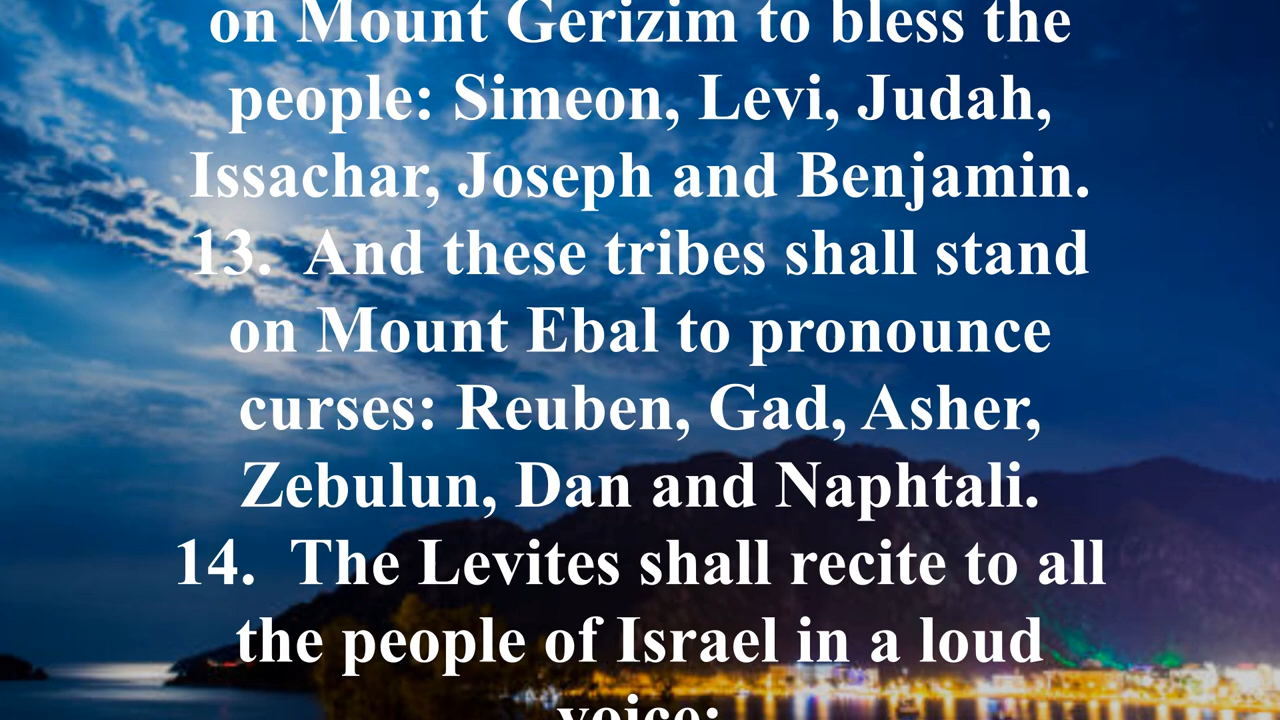 on Mount Gerizim to bless the
people: Simeon, Levi, Judah,
Issachar, Joseph and Benjamin.
13.  And these tribes shall stand
on Mount Ebal to pronounce
curses: Reuben, Gad, Asher,
Zebulun, Dan and Naphtali.
14.  The Levites shall recite to all
the people of Israel in a loud
voice: